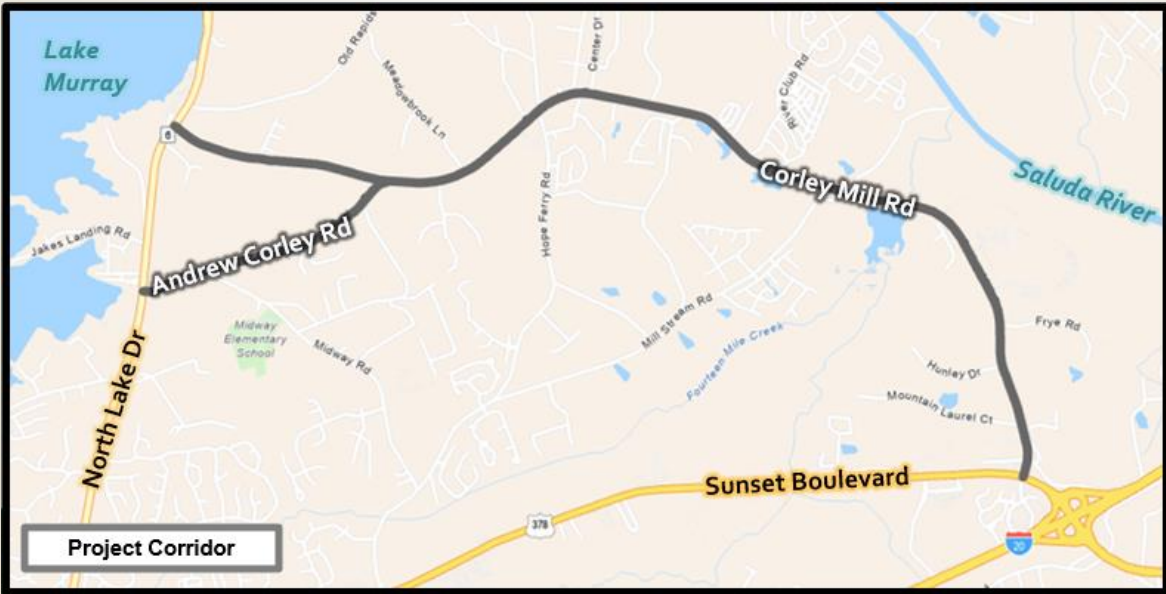 Lake
Murray
6
Old Rapids
Meadowbrook Ln
Center Dr
River Club Rd
Saluda River
Corley Mill Rd
Hope Ferry Rd
Jakes Landing Rd
Andrew Corley Rd
Midway
Elementary
School
Midway Rd
Mill Stream Rd
Fourteen Mile Creek
Frye Rd
Hunley Dr
Mountain Laurel Ct
North Lake Dr
Sunset Boulevard
378
20
Project Corridor